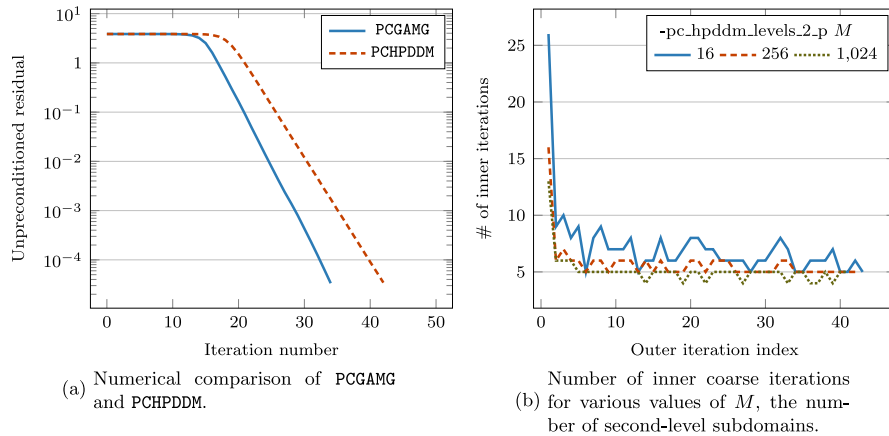 10^1
1
10^−1
10^−2
10^−3
10^−4
0
10
20
30
40
50
Unpreconditioned residual
Iteration number
PCGAMG
PCHPDDM
(a) Numerical comparison of PCGAMG
and PCHPDDM.
25
20
15
10
5
0
10
20
30
40
# of inner iterations
Outer iteration index
-pc_hpddm_levels_2_p M
16 256 1,024
(b) Number of inner coarse iterations
for various values of M, the num-
ber of second-level subdomains.